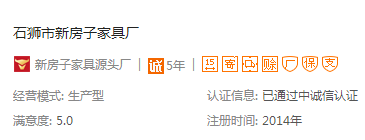 石狮市新房子家具厂
新房子家具源头厂 | 诚 5年 | 15 寄 赊 厂 保 支
经营模式: 生产型 认证信息: 已通过中诚信认证
满意度: 5.0 注册时间: 2014年